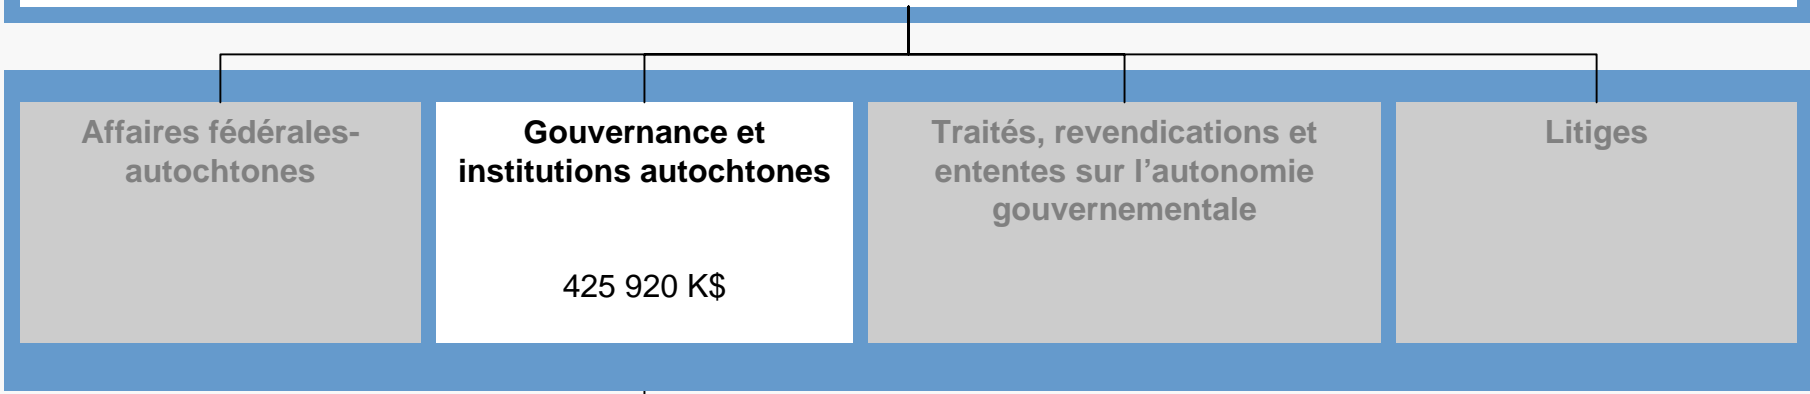 Affaires fédérales-
autochtones
Gouvernance et
institutions autochtones
425 920 K$
Traités, revendications et
ententes sur l’autonomie
gouvernementale
Litiges